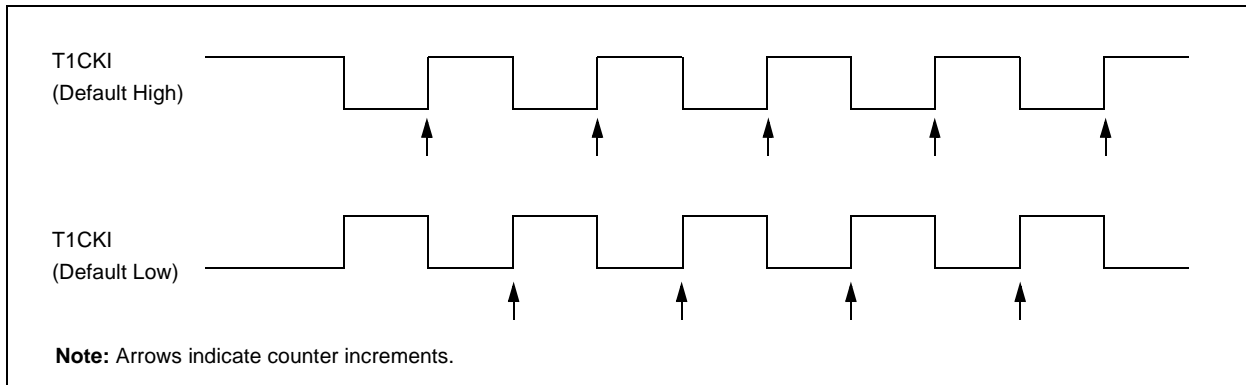 T1CKI
(Default High)
T1CKI
(Default Low)
Note: Arrows indicate counter increments.